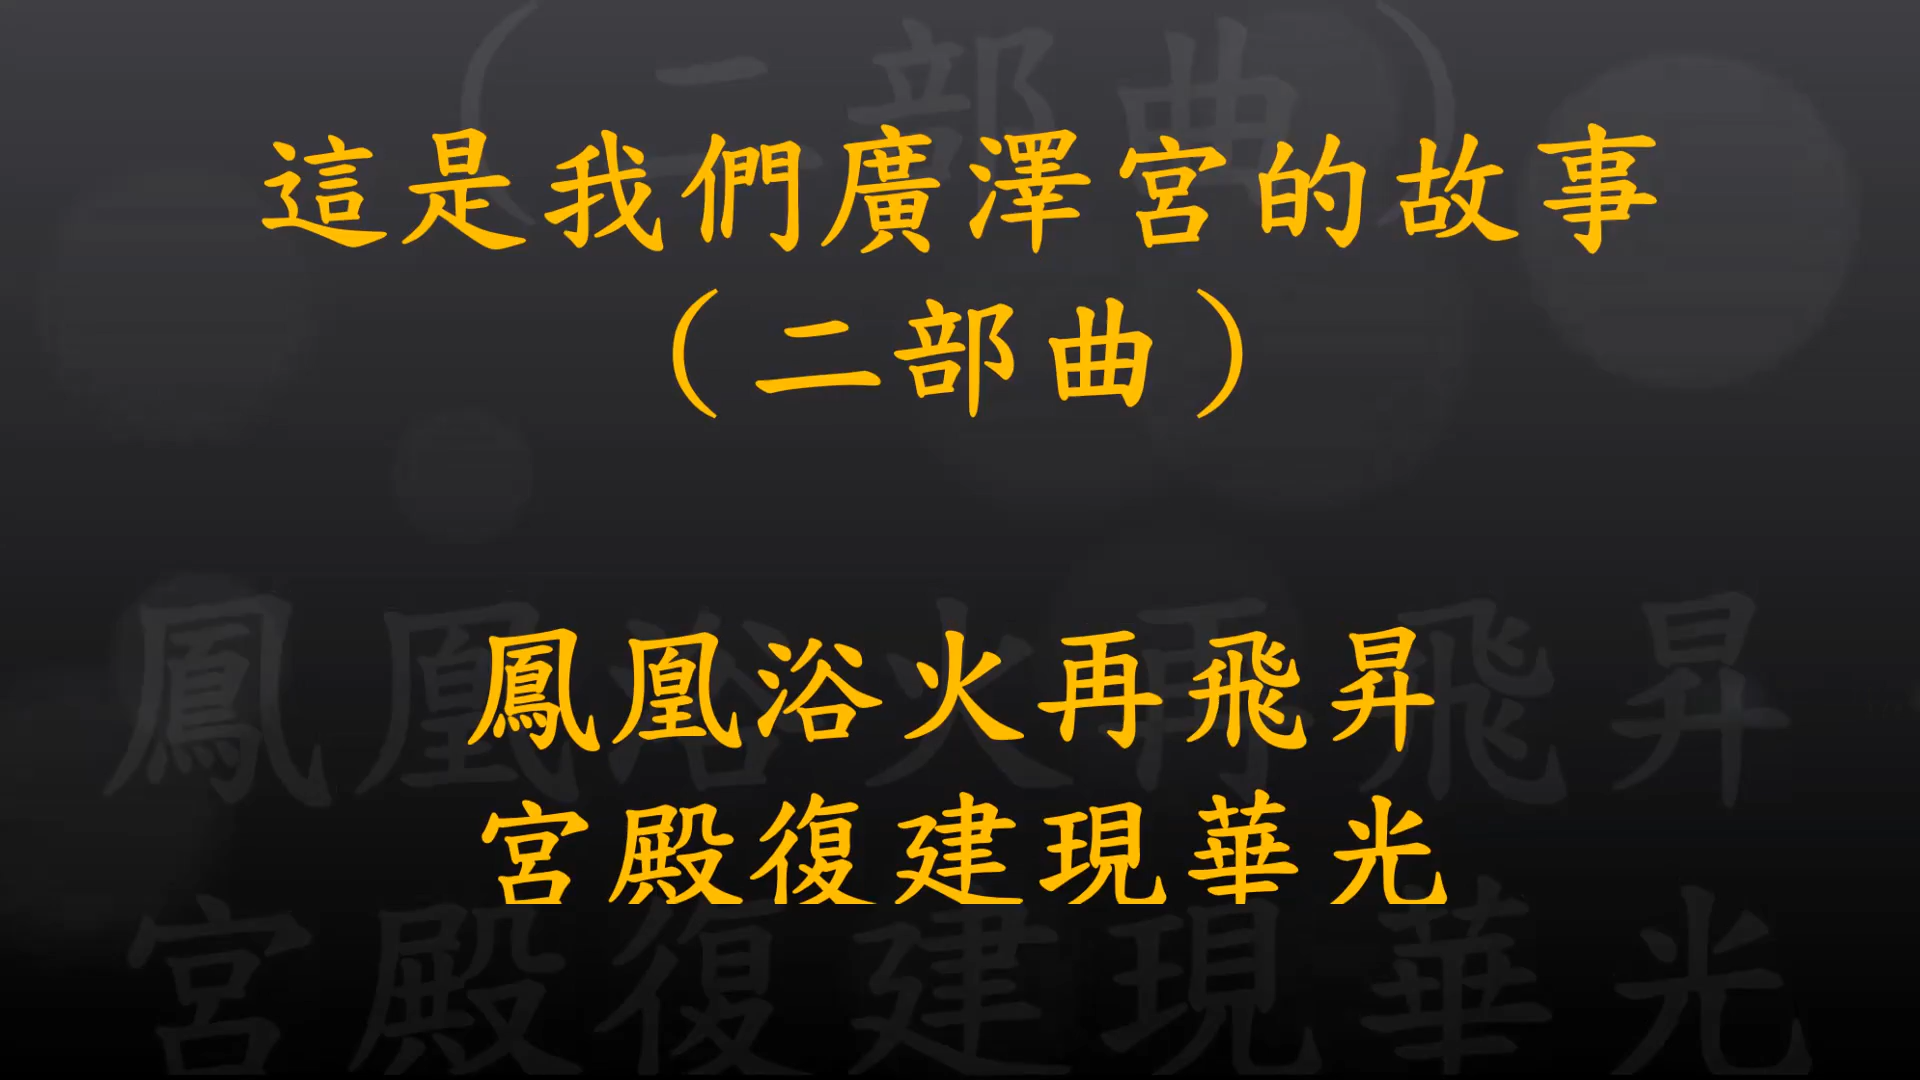 這是我們廣澤宮的故事
（二部曲）
鳳凰浴火再飛昇
宮殿復建現華光